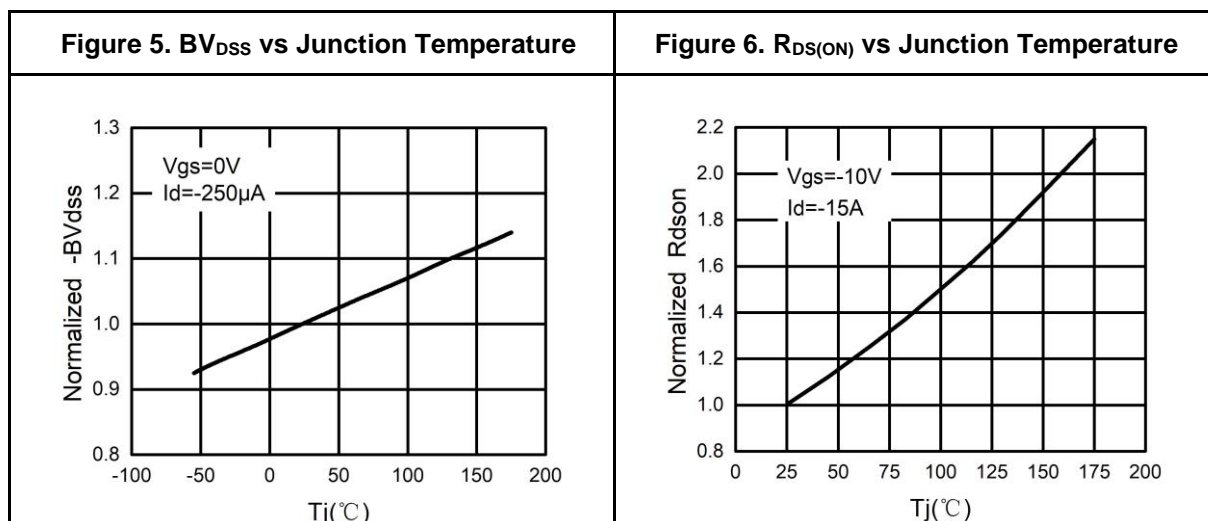 Figure 5. BVDSS vs Junction Temperature
Figure 6. RDS(ON) vs Junction Temperature
Normalized -BVdss
1.3
1.2
1.1
1.0
0.9
0.8
Vgs=0V
Id=-250μA
-100 -50 0 50 100 150 200
Tj(℃)
Normalized Rdson
2.2
2.0
1.8
1.6
1.4
1.2
1.0
0.8
Vgs=-10V
Id=-15A
0 25 50 75 100 125 150 175 200
Tj(℃)